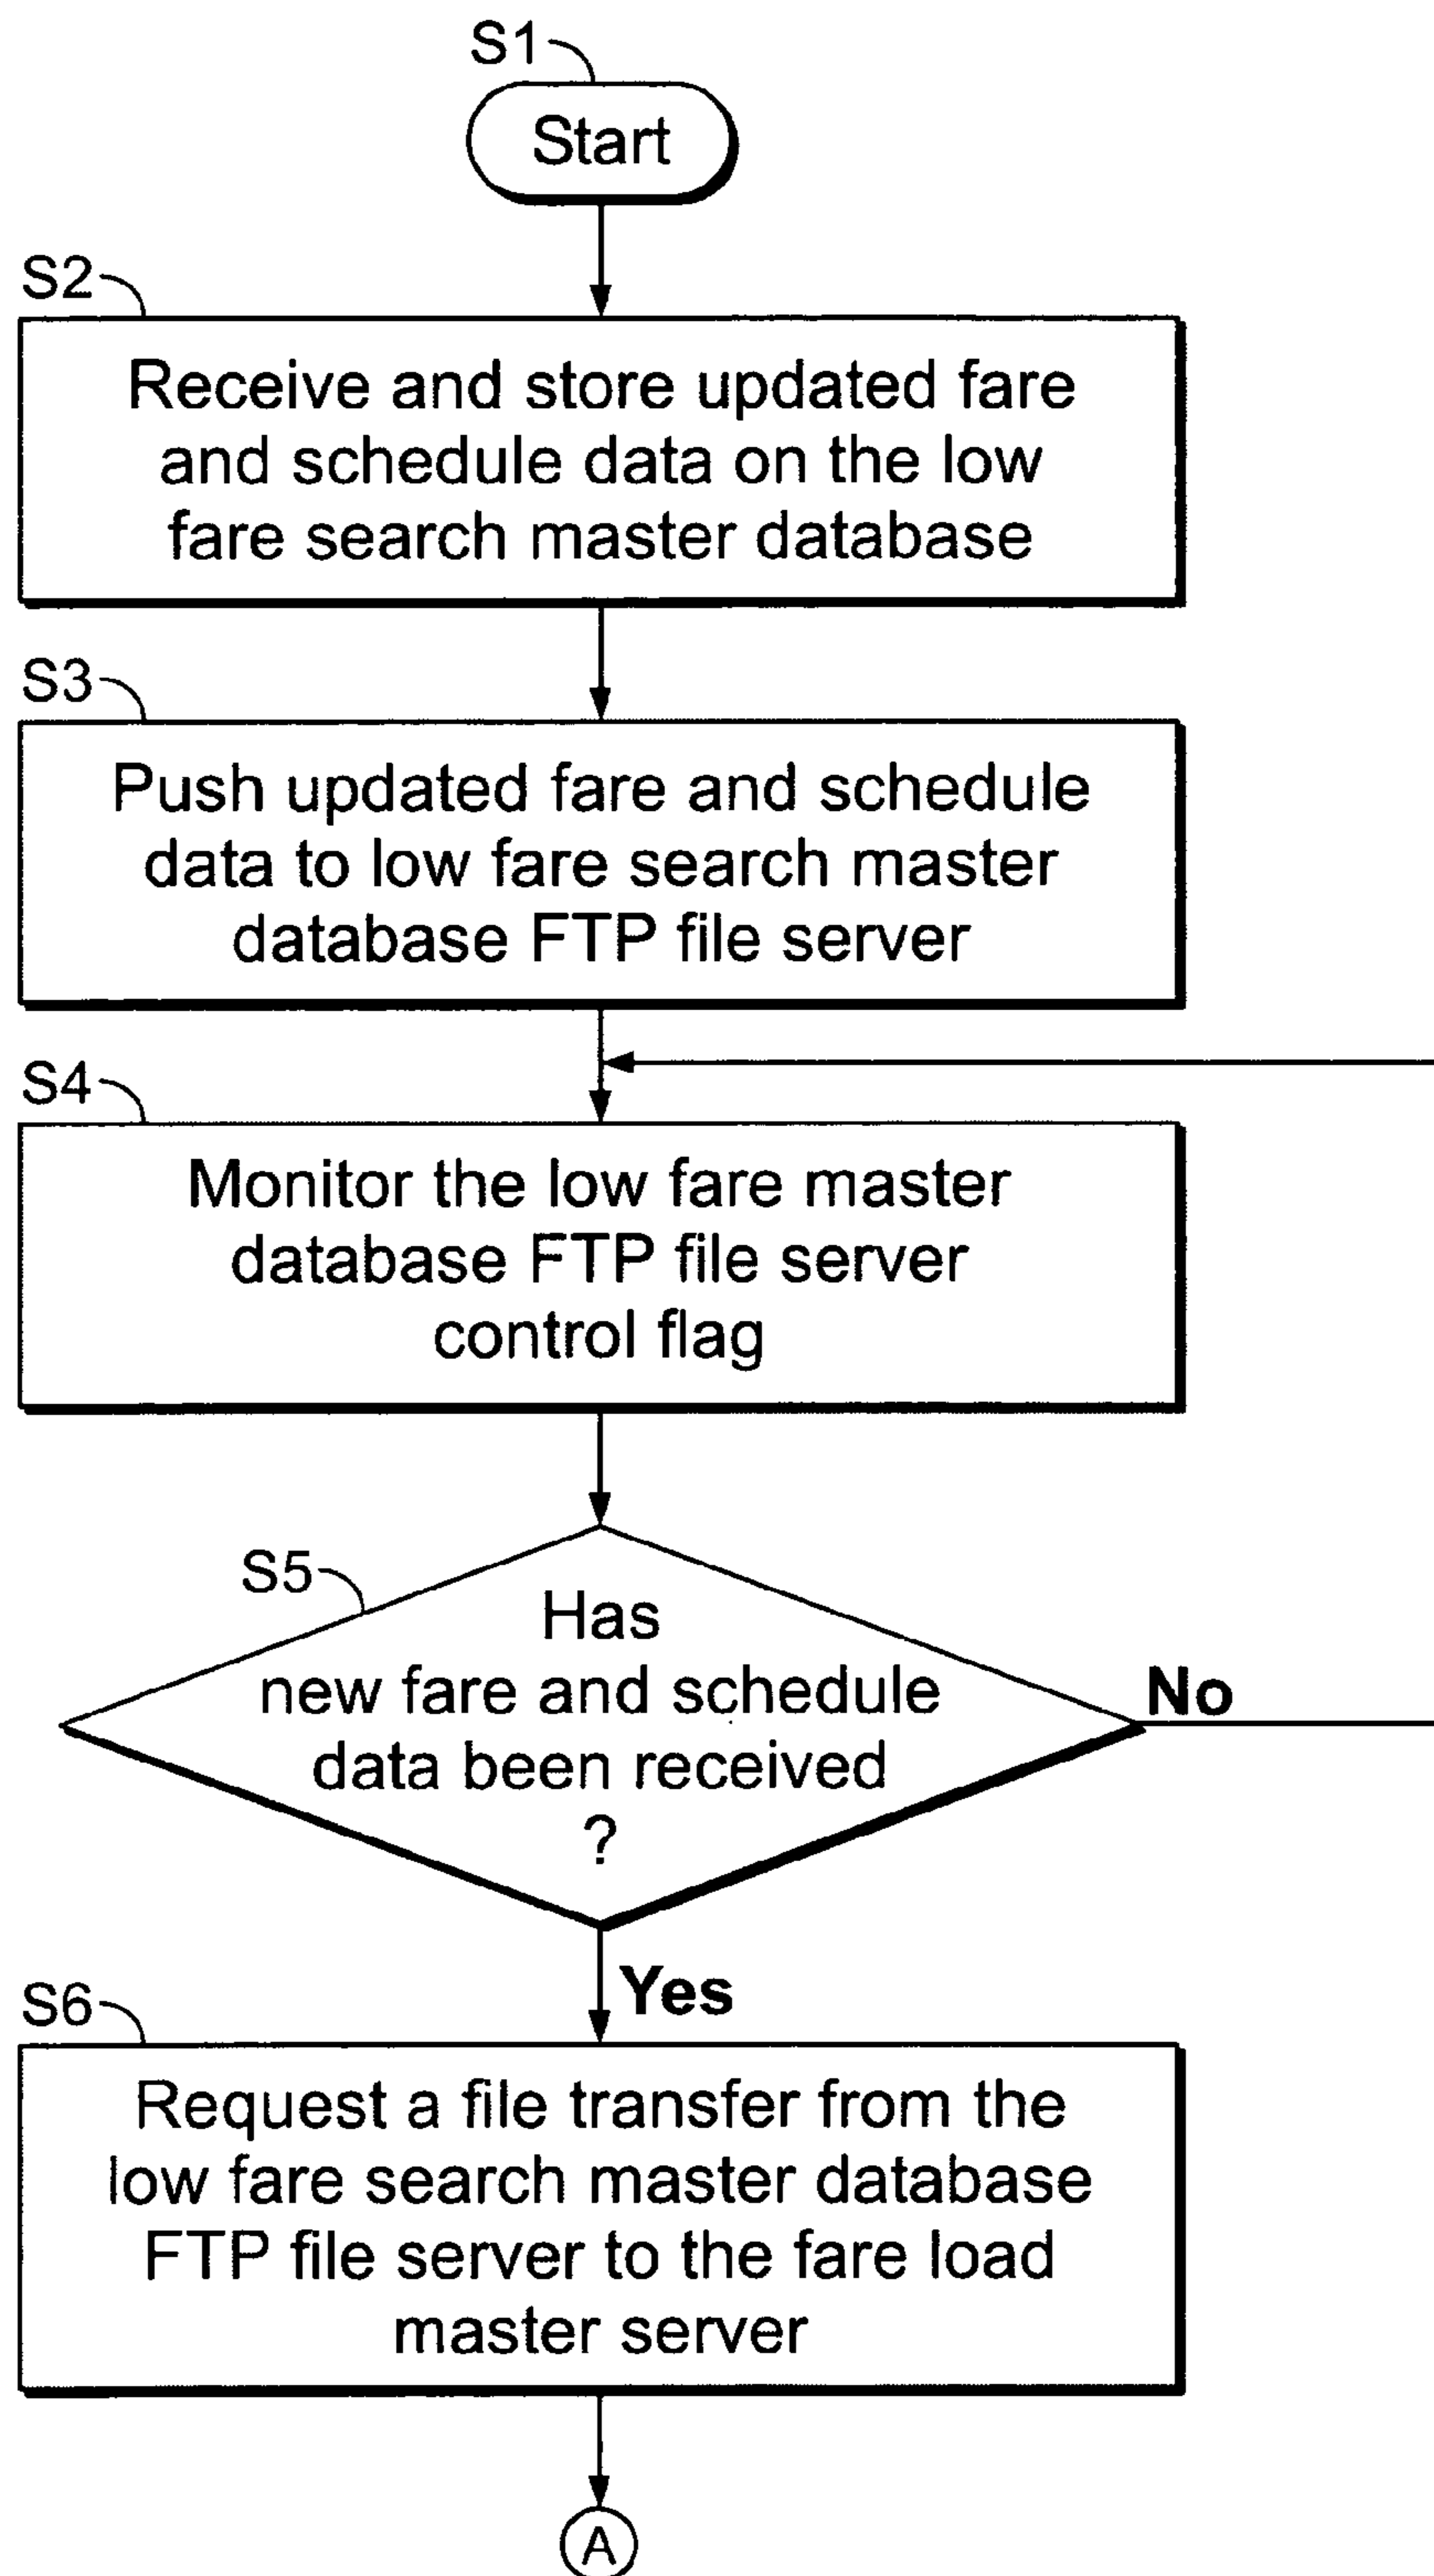 S1
Start
S2
Receive and store updated fare
and schedule data on the low
fare search master database
S3
Push updated fare and schedule
data to low fare search master
database FTP file server
S4
Monitor the low fare master
database FTP file server
control flag
S5
Has
new fare and schedule
data been received
?
No
Yes
S6
Request a file transfer from the
low fare search master database
FTP file server to the fare load
master server
A